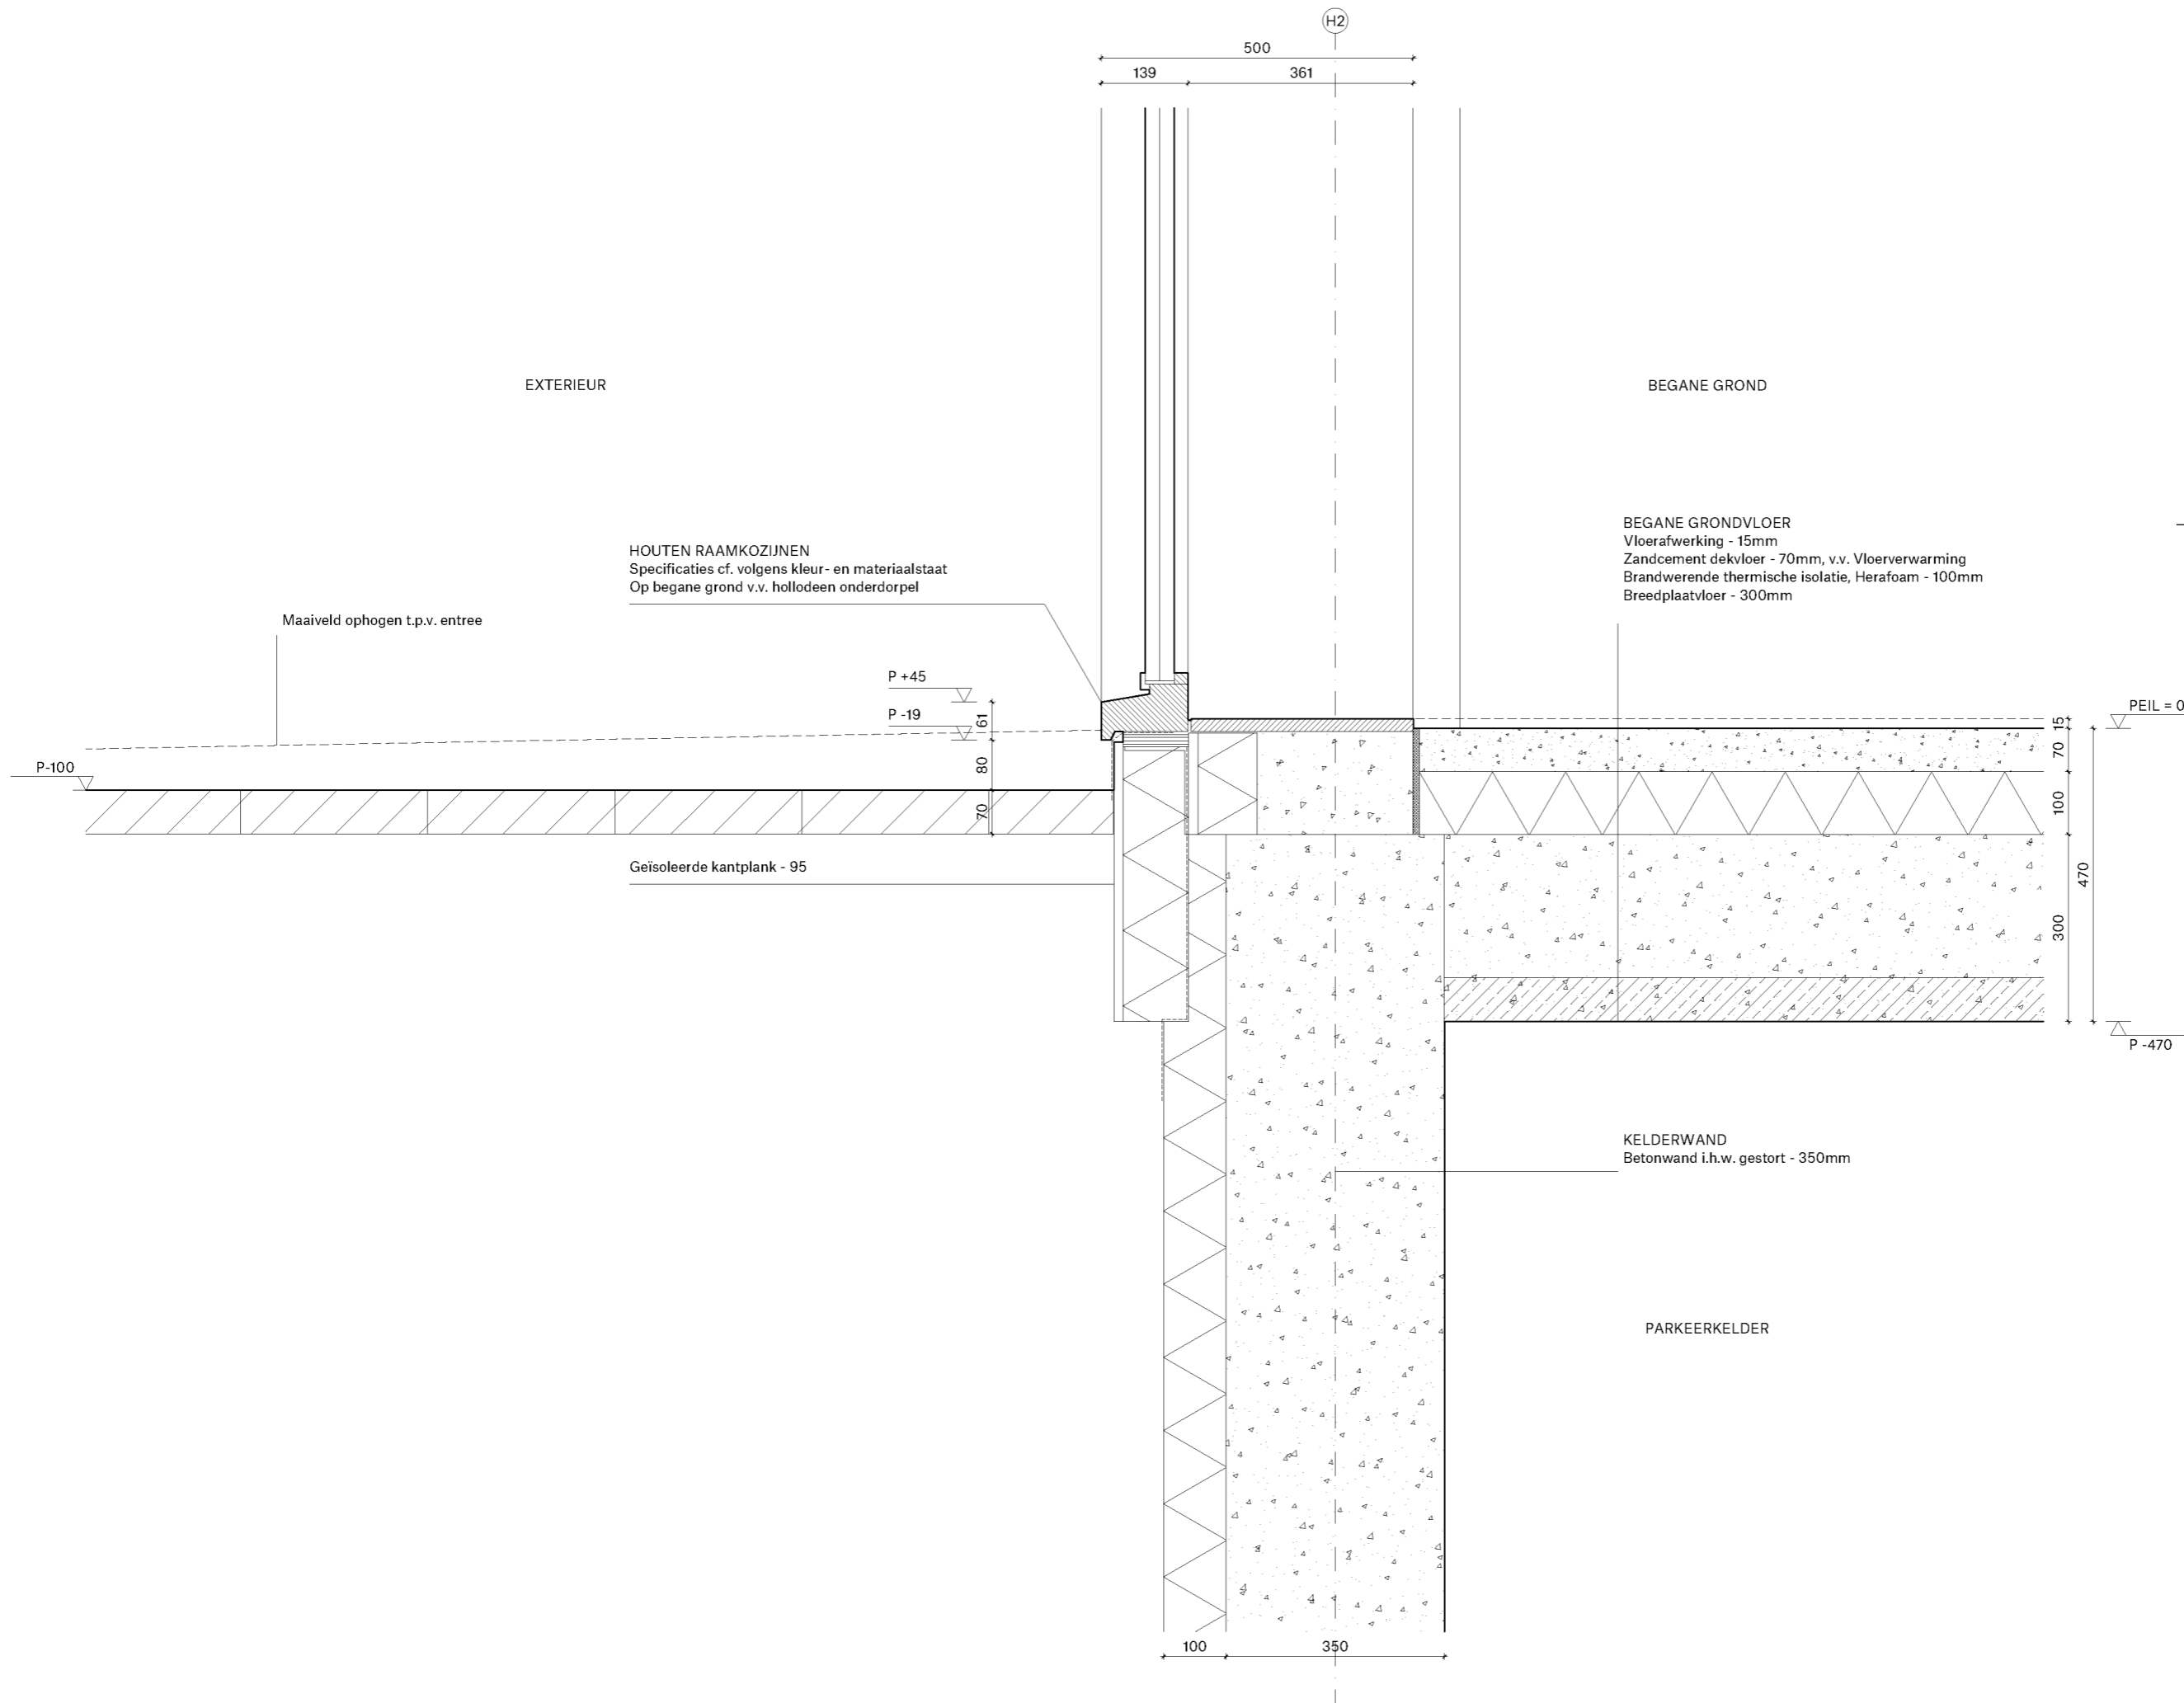 H2
500
139
361
EXTERIEUR
BEGANE GROND
BEGANE GRONDVLOER
Vloerafwerking - 15mm
Zandcement dekvloer - 70mm, v.v. Vloerverwarming
Brandwerende thermische isolatie, Herafoam - 100mm
Breedplaatvloer - 300mm
HOUTEN RAAMKOZIJNEN
Specificaties cf. volgens kleur- en materiaalstaat
Op begane grond v.v. hollodeen onderdorpel
Maaiveld ophogen t.p.v. entree
P +45
P -19
61
80
70
P-100
PEIL = 0
15
70
100
300
470
P -470
Geïsoleerde kantplank - 95
KELDERWAND
Betonwand i.h.w. gestort - 350mm
PARKEERKELDER
100
350